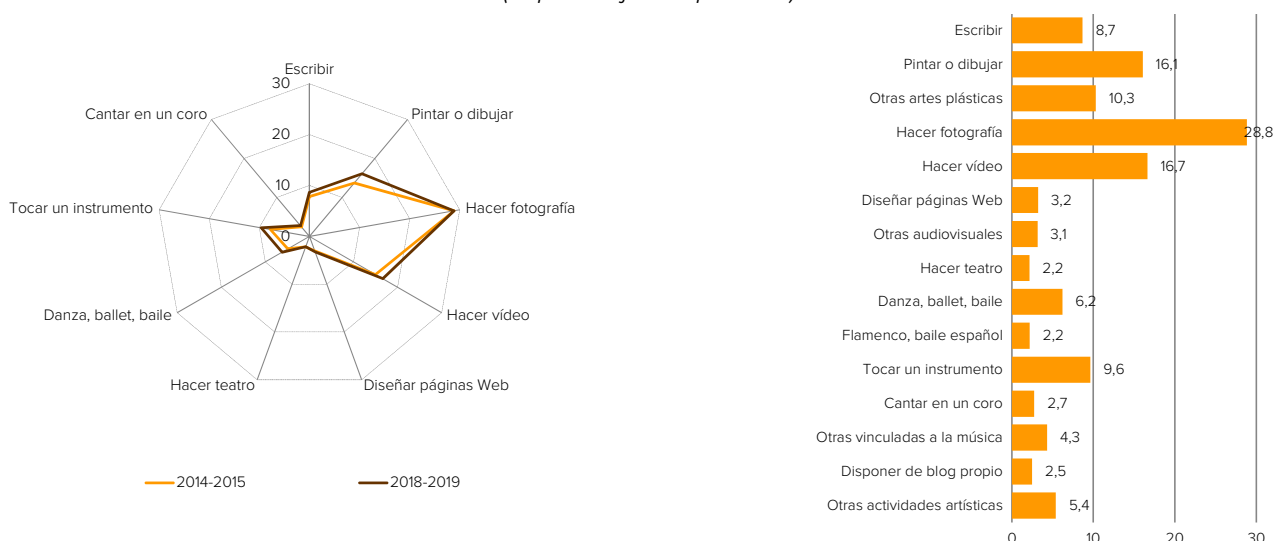 Escribir
30
Cantar en un coro
Pintar o dibujar
20
10
Tocar un instrumento
Hacer fotografía
0
Danza, ballet, baile
Hacer vídeo
Hacer teatro
Diseñar páginas Web
2014-2015
2018-2019
Escribir 8,7
Pintar o dibujar 16,1
Otras artes plásticas 10,3
Hacer fotografía 28,8
Hacer vídeo 16,7
Diseñar páginas Web 3,2
Otras audiovisuales 3,1
Hacer teatro 2,2
Danza, ballet, baile 6,2
Flamenco, baile español 2,2
Tocar un instrumento 9,6
Cantar en un coro 2,7
Otras vinculadas a la música 4,3
Disponer de blog propio 2,5
Otras actividades artísticas 5,4
0 10 20 30